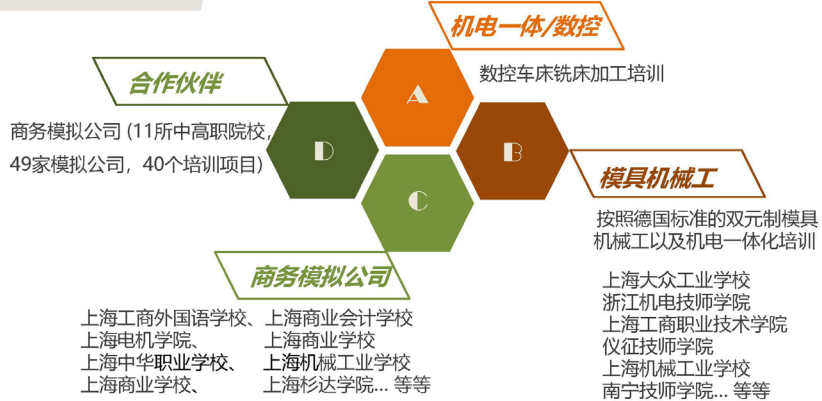 机电一体/数控
数控车床铣床加工培训
A
合作伙伴
商务模拟公司 (11所中高职院校,
49家模拟公司，40个培训项目)
D
B
模具机械工
按照德国标准的双元制模具
机械工以及机电一体化培训
上海大众工业学校
浙江机电技师学院
上海工商职业技术学院
仪征技师学院
上海机械工业学校
南宁技师学院... 等等
C
商务模拟公司
上海工商外国语学校、上海商业会计学校
上海电机学院、 上海商业学校
上海中华职业学校、 上海机械工业学校
上海商业学校、 上海杉达学院... 等等